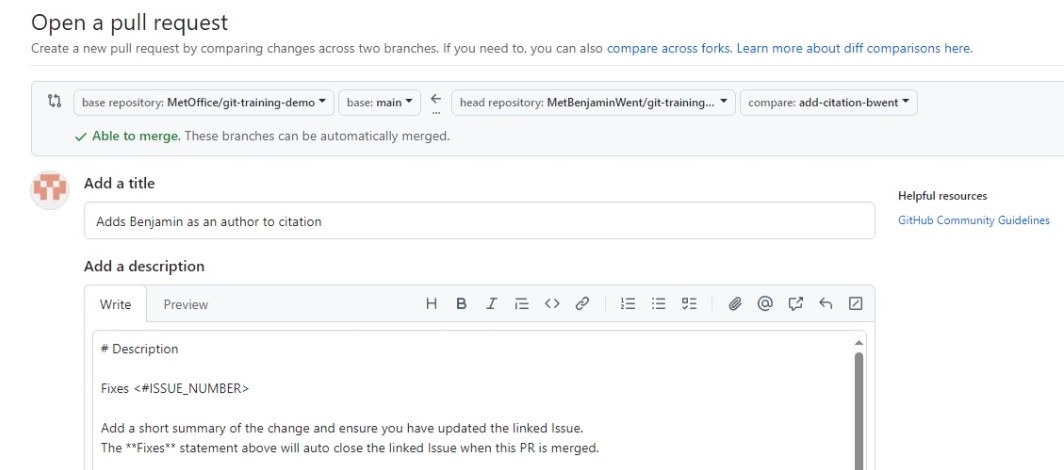 Open a pull request
Create a new pull request by comparing changes across two branches. If you need to, you can also compare across forks. Learn more about diff comparisons here.
base repository: MetOffice/git-training-demo base: main head repository: MetBenjaminWent/git-training... compare: add-citation-bwent
Able to merge. These branches can be automatically merged.
Add a title
Helpful resources
Adds Benjamin as an author to citation
GitHub Community Guidelines
Add a description
Write Preview
# Description
Fixes <#ISSUE_NUMBER>
Add a short summary of the change and ensure you have updated the linked Issue.
The **Fixes** statement above will auto close the linked Issue when this PR is merged.